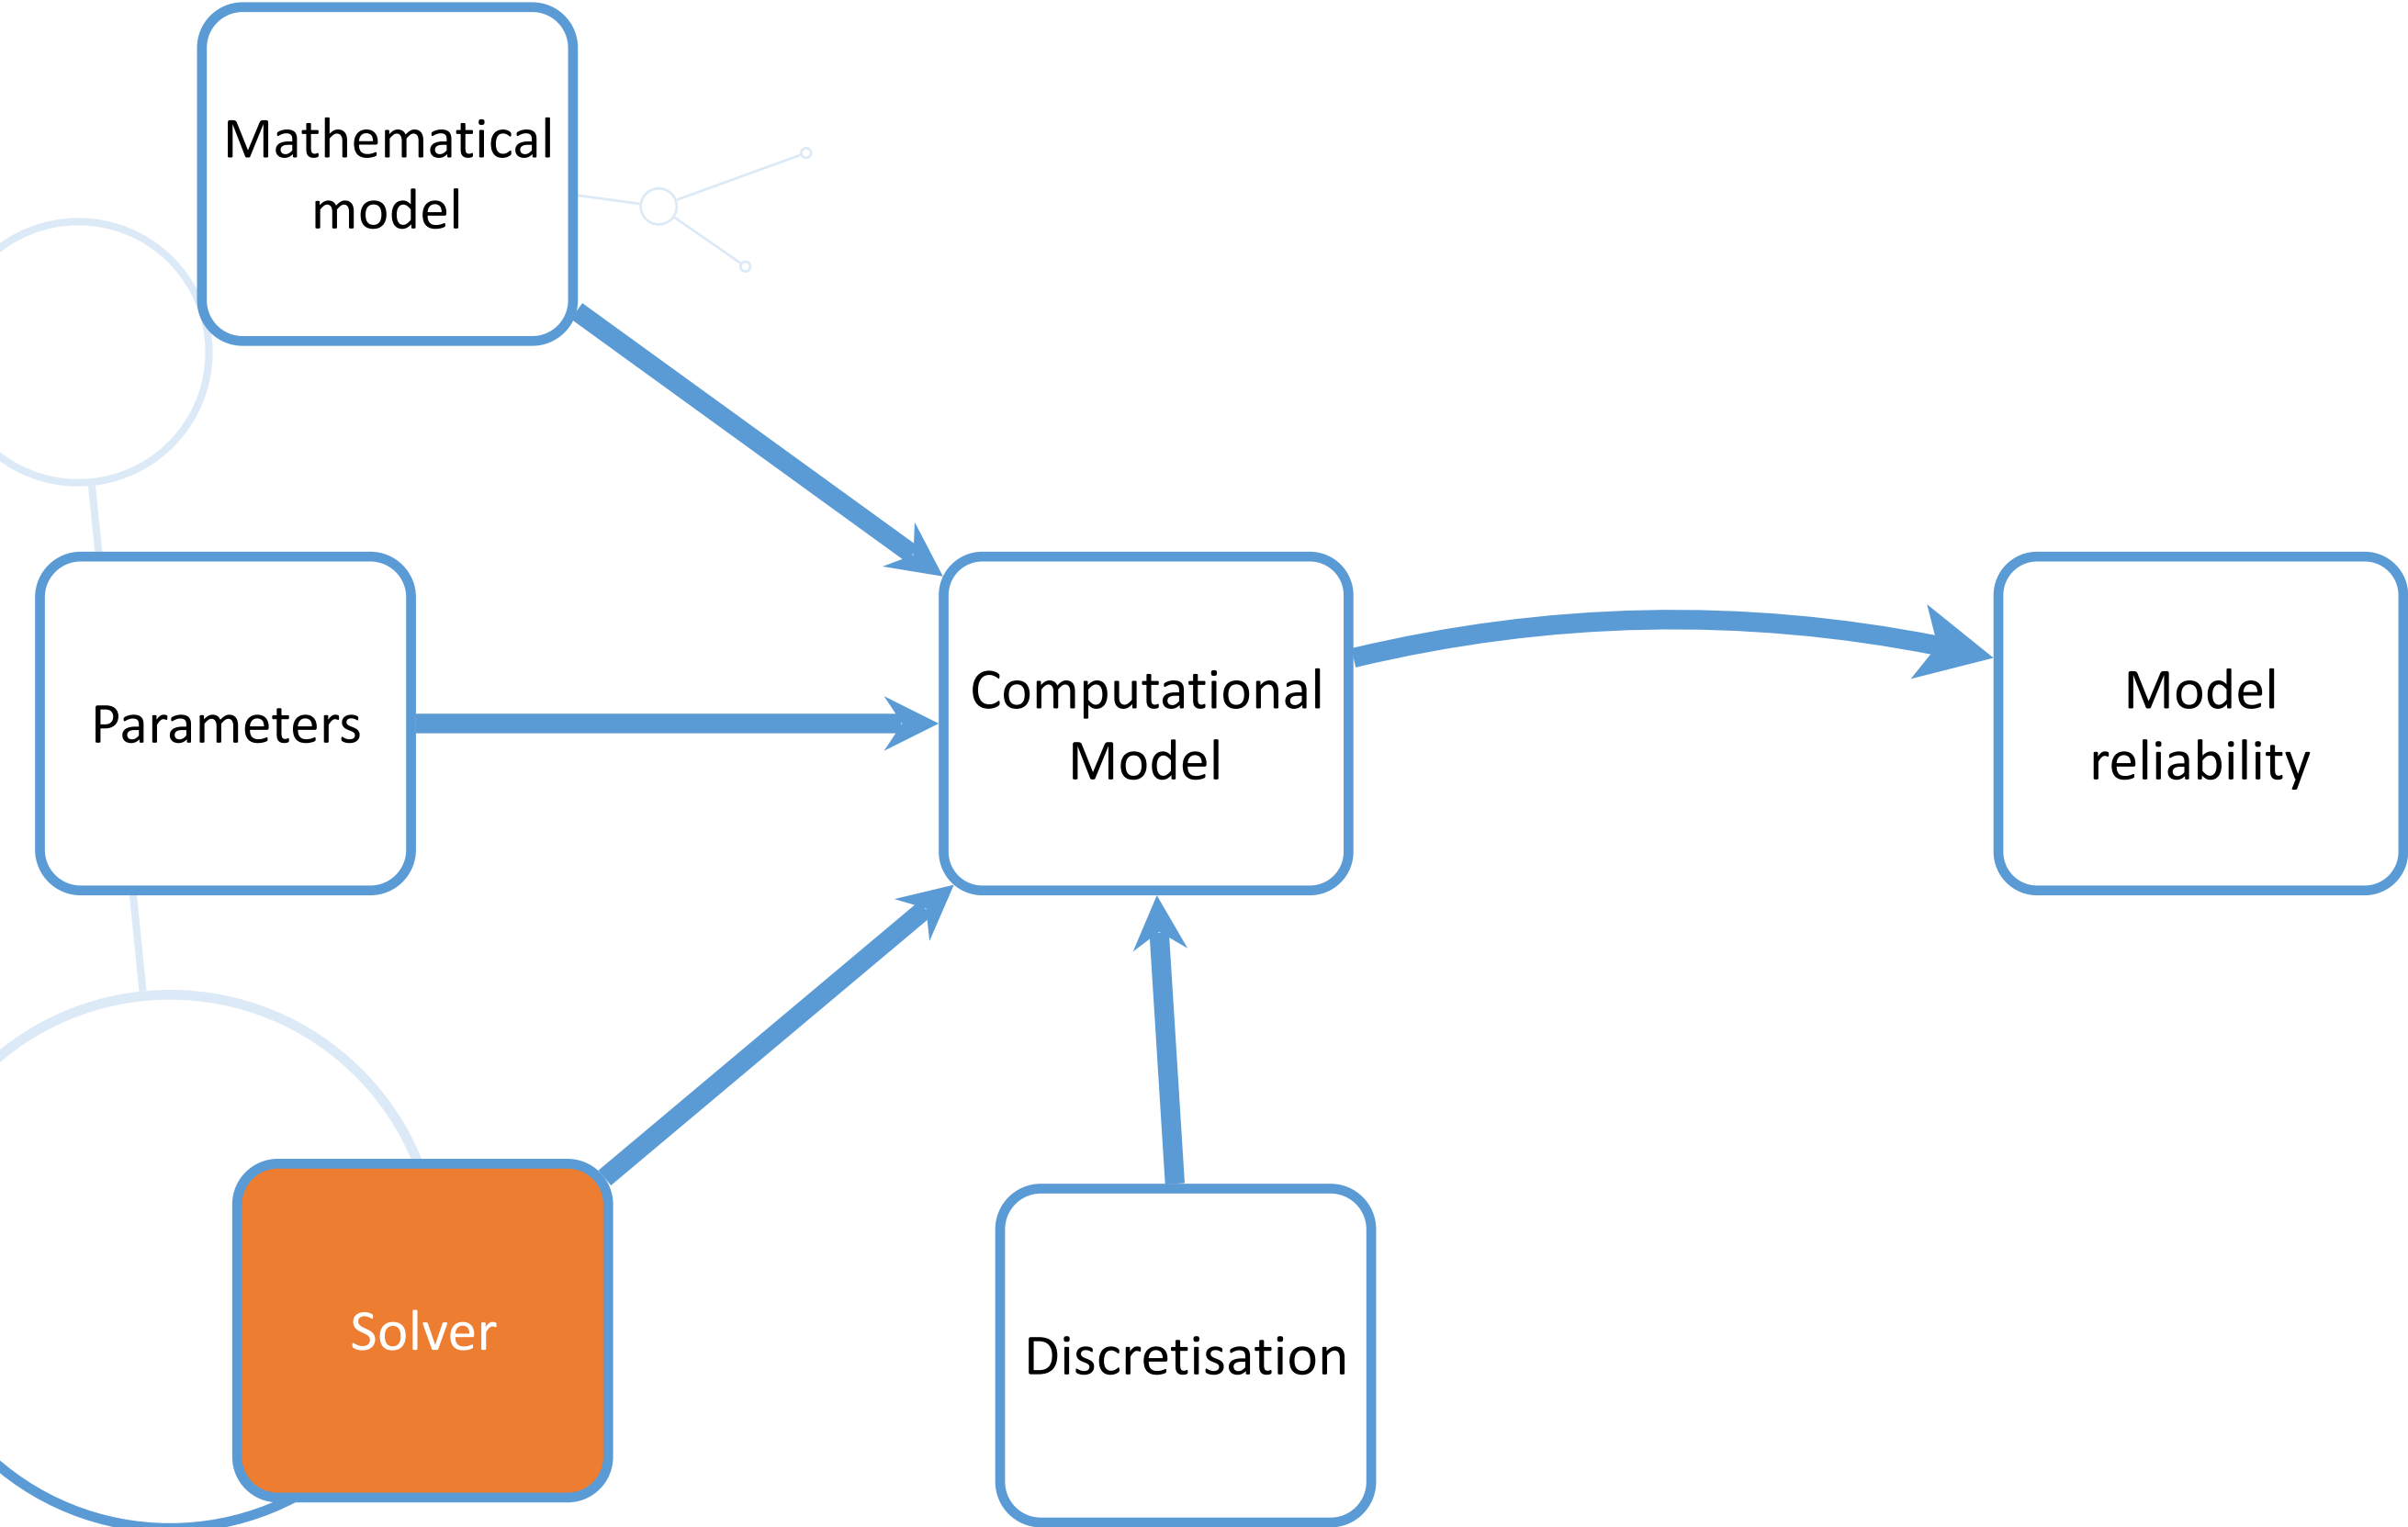 Mathematical
model
Parameters
Computational
Model
Model
reliability
Solver
Discretisation